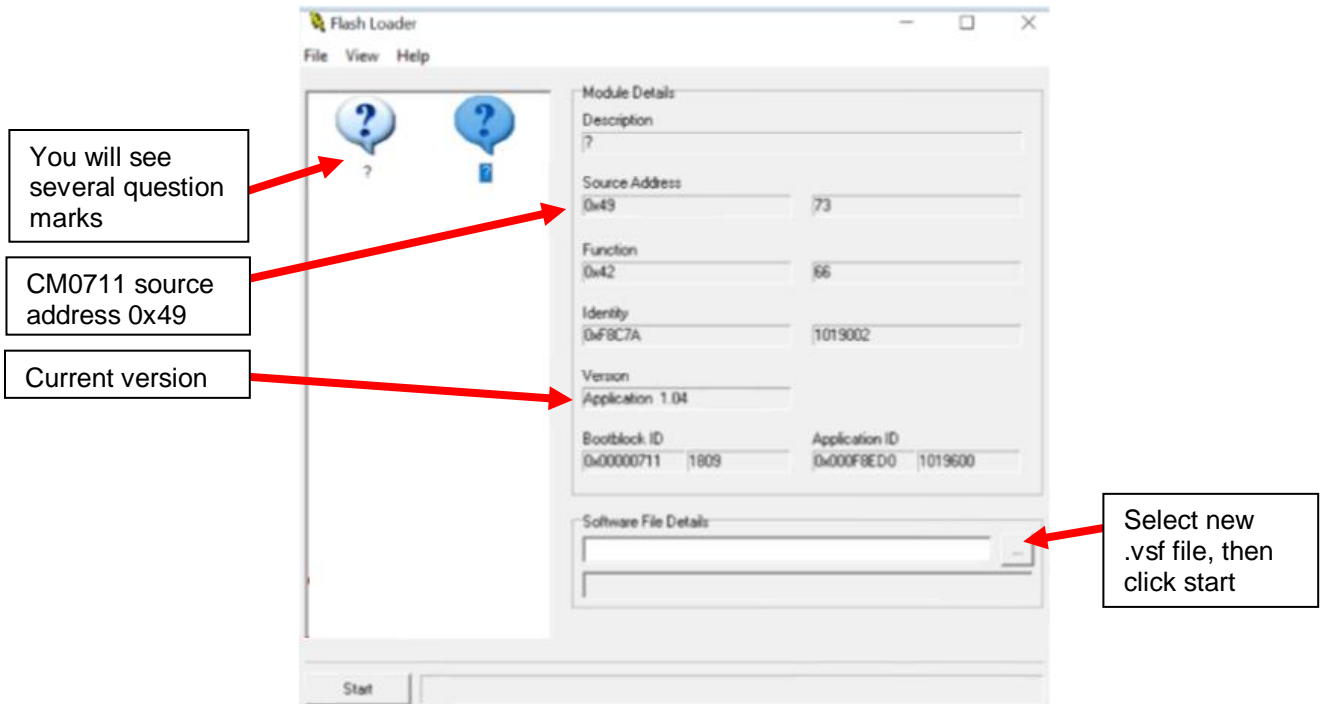 Flash Loader
File View Help
You will see
several question
marks
CM0711 source
address 0x49
Current version
?
?
Module Details
Description
?
Source Address
0x49 73
Function
0x42 66
Identity
0xF8C7A 1019002
Version
Application 1.04
Bootblock ID Application ID
0x00000711 1809 0x000F8ED0 1019600
Software File Details
...
Select new
.vsf file, then
click start
Start